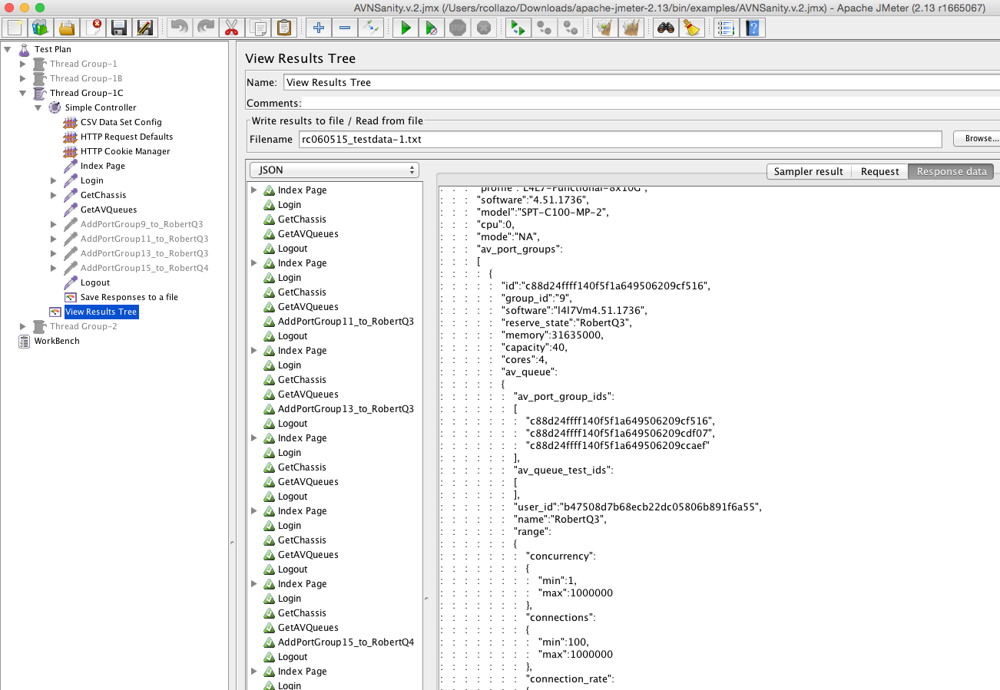 AVNSanity.v.2.jmx (/Users/rcollazo/Downloads/apache-jmeter-2.13/bin/examples/AVNSanity.v.2.jmx) - Apache JMeter (2.13 r1665067)
STOP
?
Test Plan
Thread Group-1
Thread Group-1B
Thread Group-1C
Simple Controller
CSV Data Set Config
HTTP Request Defaults
HTTP Cookie Manager
Index Page
Login
GetChassis
GetAVQueues
AddPortGroup9_to_RobertQ3
AddPortGroup11_to_RobertQ3
AddPortGroup13_to_RobertQ3
AddPortGroup15_to_RobertQ4
Logout
Save Responses to a file
View Results Tree
Thread Group-2
WorkBench
View Results Tree
Name: View Results Tree
Comments:
Write results to file / Read from file
Filename rc060515_testdata-1.txt
Browse...
JSON
Index Page
Login
GetChassis
GetAVQueues
Logout
Index Page
Login
GetChassis
GetAVQueues
AddPortGroup11_to_RobertQ3
Logout
Index Page
Login
GetChassis
GetAVQueues
AddPortGroup13_to_RobertQ3
Logout
Index Page
Login
GetChassis
GetAVQueues
Logout
Index Page
Login
GetChassis
GetAVQueues
Logout
Index Page
Login
GetChassis
GetAVQueues
AddPortGroup15_to_RobertQ4
Logout
Index Page
Login
Sampler result Request Response data
: : : "profile":"L4L7-Functional-8x10G",
: : : "software":"4.51.1736",
: : : "model":"SPT-C100-MP-2",
: : : "cpu":0,
: : : "mode":"NA",
: : : "av_port_groups":
: : : [
: : : : {
: : : : : "id":"c88d24ffff140f5f1a649506209cf516",
: : : : : "group_id":"9",
: : : : : "software":"l4l7Vm4.51.1736",
: : : : : "reserve_state":"RobertQ3",
: : : : : "memory":31635000,
: : : : : "capacity":40,
: : : : : "cores":4,
: : : : : "av_queue":
: : : : : {
: : : : : : "av_port_group_ids":
: : : : : : [
: : : : : : : "c88d24ffff140f5f1a649506209cf516",
: : : : : : : "c88d24ffff140f5f1a649506209cdf07",
: : : : : : : "c88d24ffff140f5f1a649506209ccaef"
: : : : : : ],
: : : : : : "av_queue_test_ids":
: : : : : : [
: : : : : : ],
: : : : : : "user_id":"b47508d7b68ecb22dc05806b891f6a55",
: : : : : : "name":"RobertQ3",
: : : : : : "range":
: : : : : : {
: : : : : : : "concurrency":
: : : : : : : {
: : : : : : : : "min":1,
: : : : : : : : "max":1000000
: : : : : : : },
: : : : : : : "connections":
: : : : : : : {
: : : : : : : : "min":100,
: : : : : : : : "max":1000000
: : : : : : : },
: : : : : : : "connection_rate":
: : : : : : : {